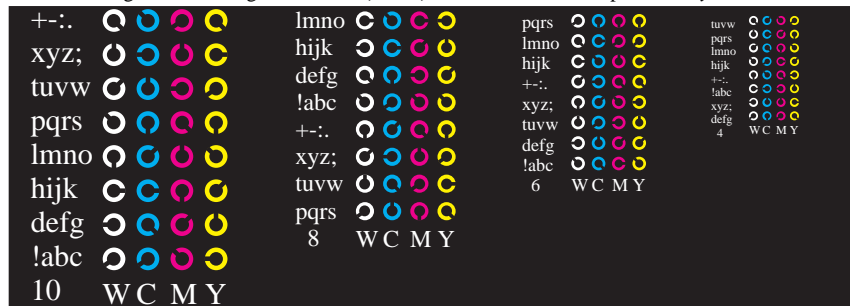 +-:.
xyz;
tuvw
pqrs
lmno
hijk
defg
!abc
10 W C M Y
lmno
hijk
defg
!abc
+-:.
xyz;
tuvw
pqrs
8 W C M Y
pqrs
lmno
hijk
+-:.
xyz;
tuvw
defg
!abc
6 W C M Y
tuvw
pqrs
lmno
hijk
+-:.
!abc
xyz;
defg
4 W C M Y